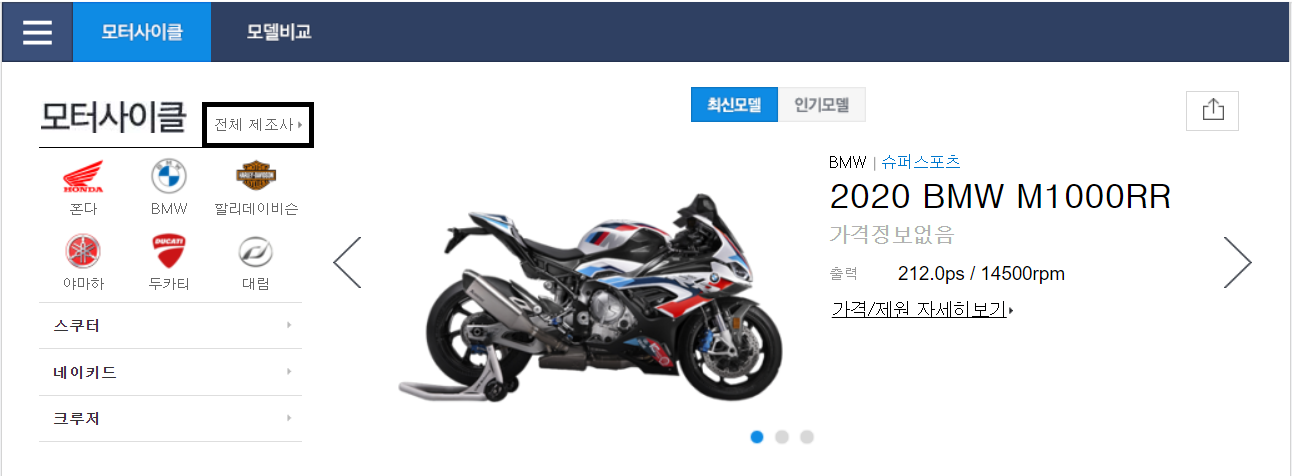 모터사이클 모델비교
모터사이클 전체 제조사
최신모델 인기모델
HONDA
혼다 BMW 할리데이비슨
DUCATI
야마하 두카티 대림
스쿠터
네이키드
크루저
BMW | 슈퍼스포츠
2020 BMW M1000RR
가격정보없음
출력 212.0ps / 14500rpm
가격/제원 자세히보기